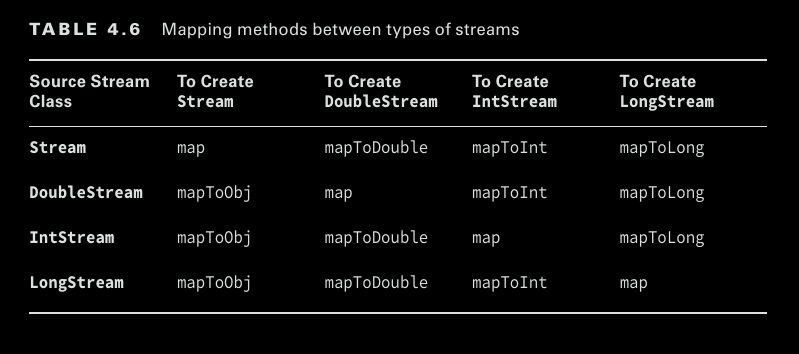 TABLE 4.6 Mapping methods between types of streams
Source Stream Class To Create Stream To Create DoubleStream To Create IntStream To Create LongStream
Stream map mapToDouble mapToInt mapToLong
DoubleStream mapToObj map mapToInt mapToLong
IntStream mapToObj mapToDouble map mapToLong
LongStream mapToObj mapToDouble mapToInt map